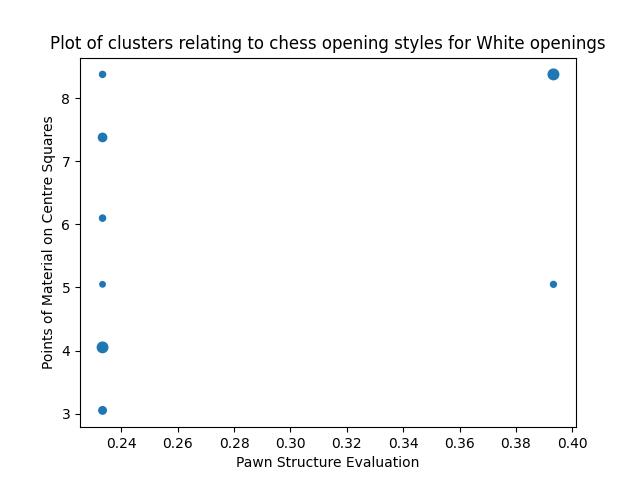 Plot of clusters relating to chess opening styles for White openings
Points of Material on Centre Squares
8
7
6
5
4
3
0.24 0.26 0.28 0.30 0.32 0.34 0.36 0.38 0.40
Pawn Structure Evaluation